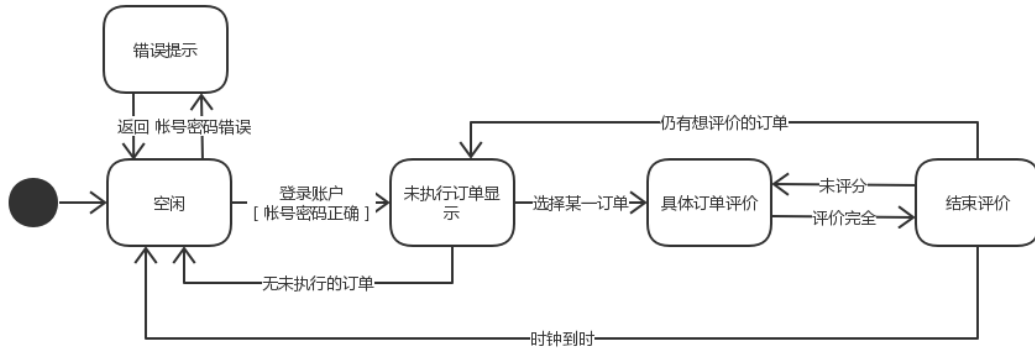 错误提示
返回
帐号密码错误
仍有想评价的订单
空闲
登录账户
[ 帐号密码正确 ]
未执行订单显
示
选择某一订单
具体订单评价
未评分
评价完全
结束评价
无未执行的订单
时钟到时